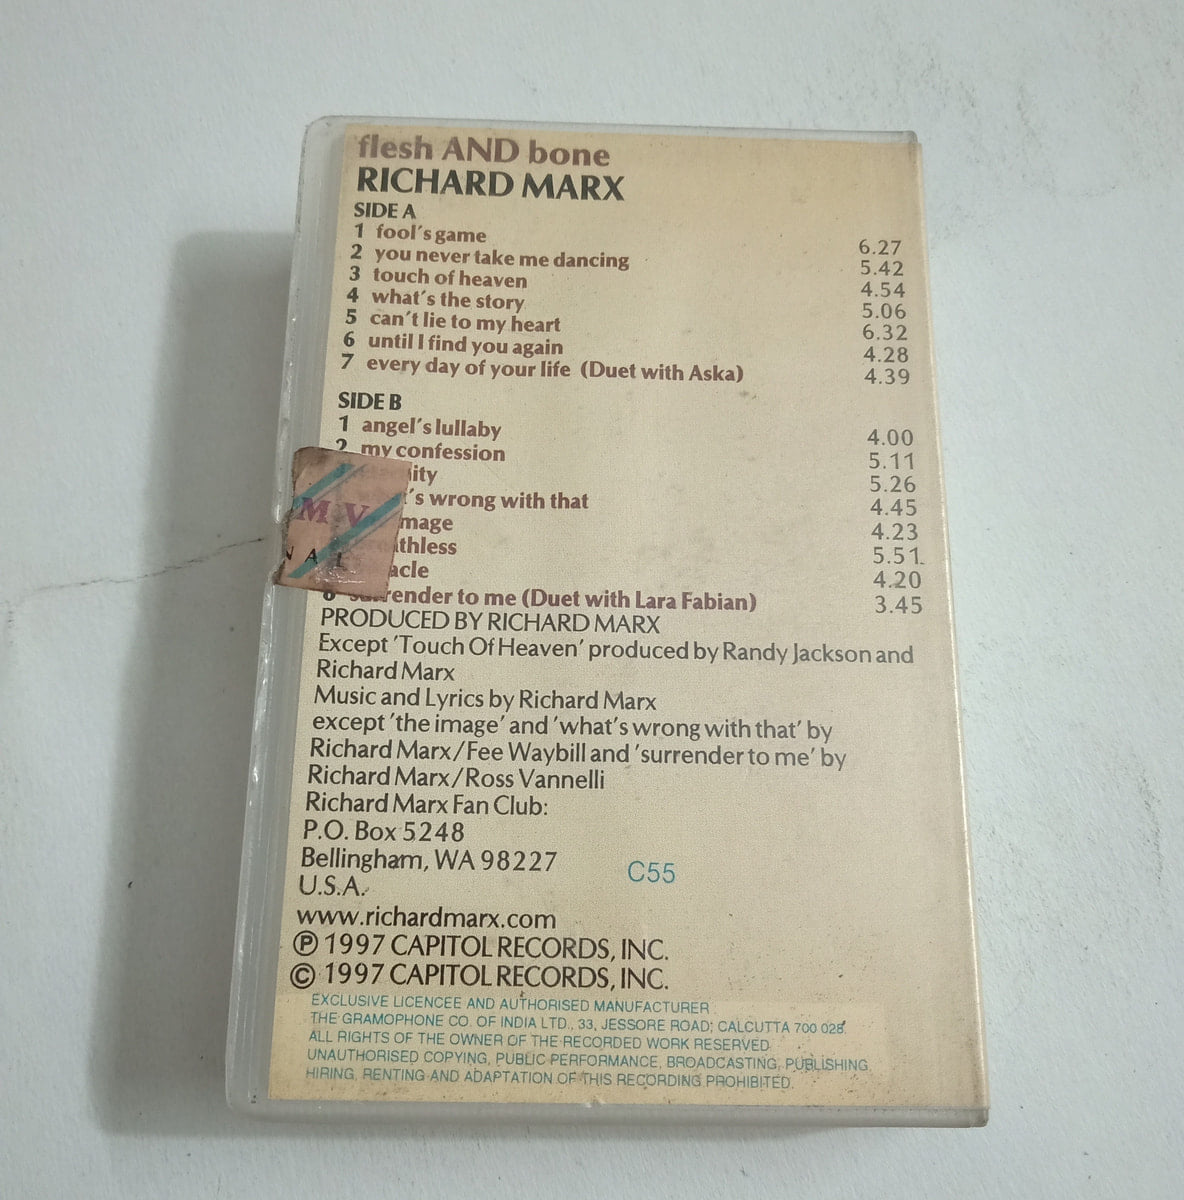 flesh AND bone
RICHARD MARX
SIDE A
1 fool's game 6.27
2 you never take me dancing 5.42
3 touch of heaven 4.54
4 what's the story 5.06
5 can't lie to my heart 6.32
6 until I find you again 4.28
7 every day of your life (Duet with Aska) 4.39
SIDE B
1 angel's lullaby 4.00
2 my confession 5.11
5.26
's wrong with that 4.45
4.23
5.51
4.20
8 surrender to me (Duet with Lara Fabian) 3.45
M V
N A L
PRODUCED BY RICHARD MARX
Except 'Touch Of Heaven' produced by Randy Jackson and
Richard Marx
Music and Lyrics by Richard Marx
except 'the image' and 'what's wrong with that' by
Richard Marx/Fee Waybill and 'surrender to me' by
Richard Marx/Ross Vannelli
Richard Marx Fan Club:
P.O. Box 5248
Bellingham, WA 98227
C55
U.S.A.
www.richardmarx.com
℗ 1997 CAPITOL RECORDS, INC.
© 1997 CAPITOL RECORDS, INC.
EXCLUSIVE LICENCEE AND AUTHORISED MANUFACTURER
THE GRAMOPHONE CO. OF INDIA LTD., 33, JESSORE ROAD; CALCUTTA 700 028.
ALL RIGHTS OF THE OWNER OF THE RECORDED WORK RESERVED
UNAUTHORISED COPYING, PUBLIC PERFORMANCE, BROADCASTING, PUBLISHING
HIRING, RENTING AND ADAPTATION OF THIS RECORDING PROHIBITED.